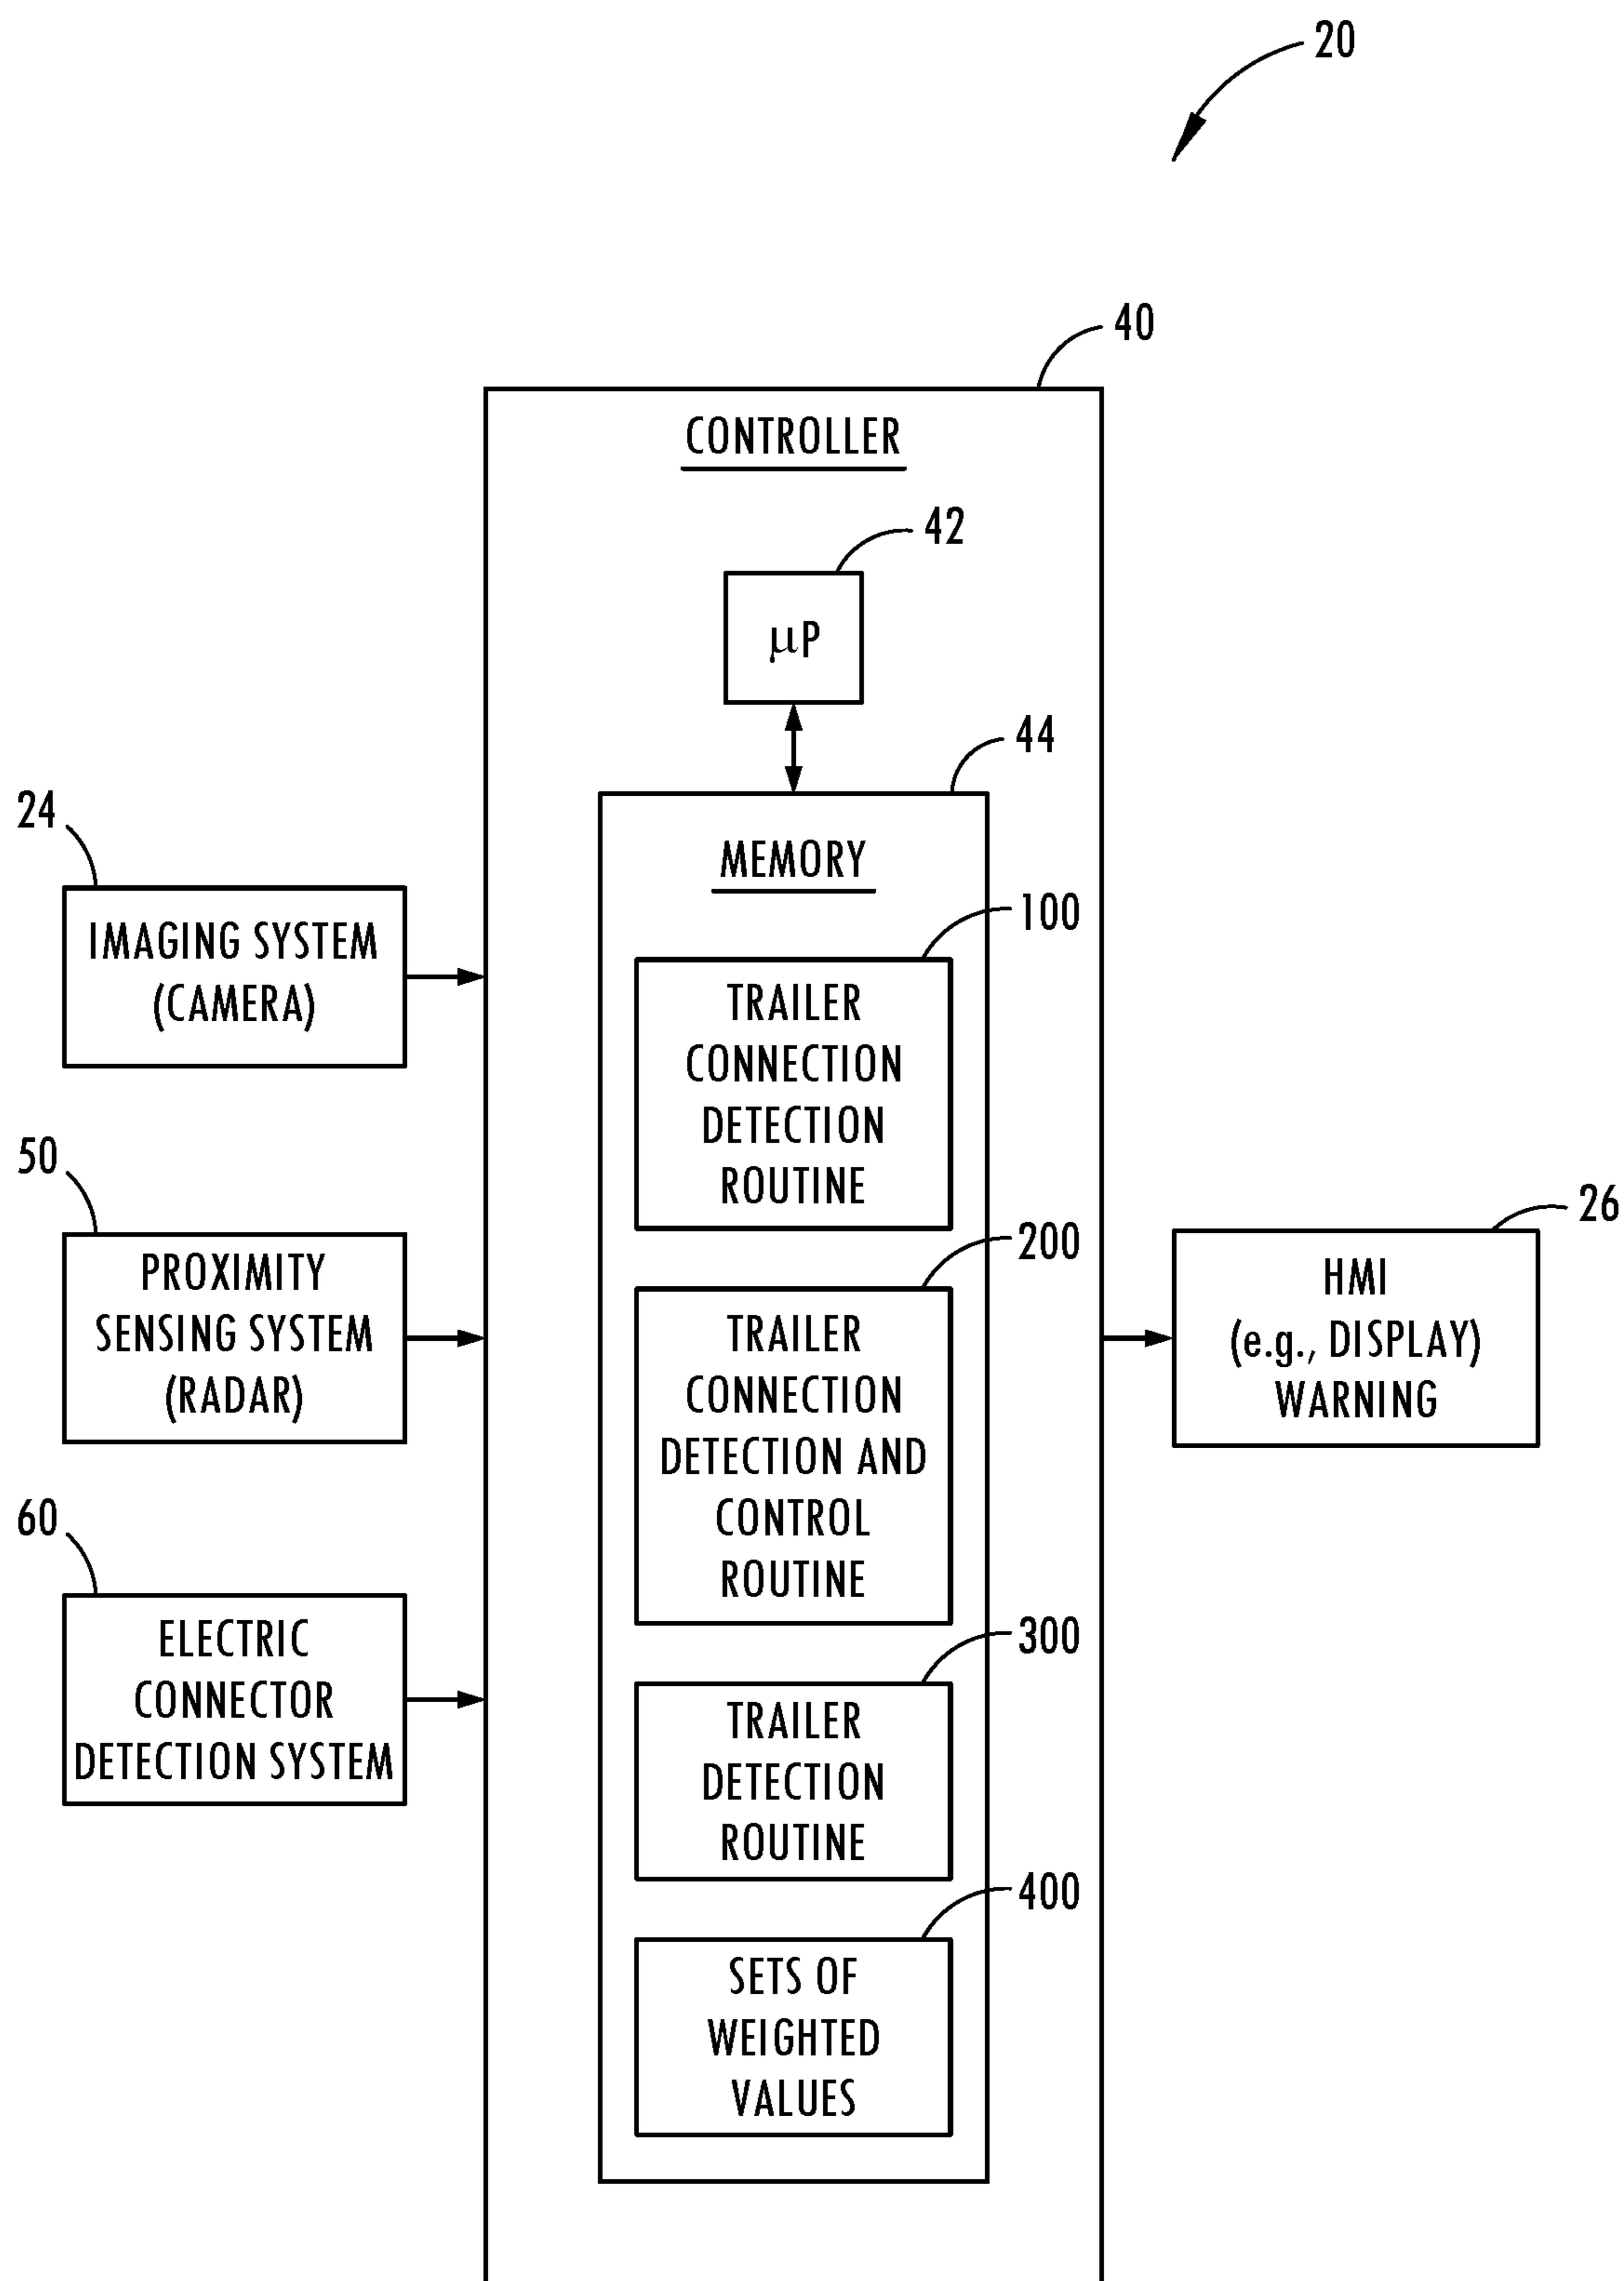 20
40
CONTROLLER
42
μP
44
MEMORY
24
IMAGING SYSTEM
(CAMERA)
100
TRAILER
CONNECTION
DETECTION
ROUTINE
50
PROXIMITY
SENSING SYSTEM
(RADAR)
200
TRAILER
CONNECTION
DETECTION AND
CONTROL
ROUTINE
26
HMI
(e.g., DISPLAY)
WARNING
60
ELECTRIC
CONNECTOR
DETECTION SYSTEM
300
TRAILER
DETECTION
ROUTINE
400
SETS OF
WEIGHTED
VALUES